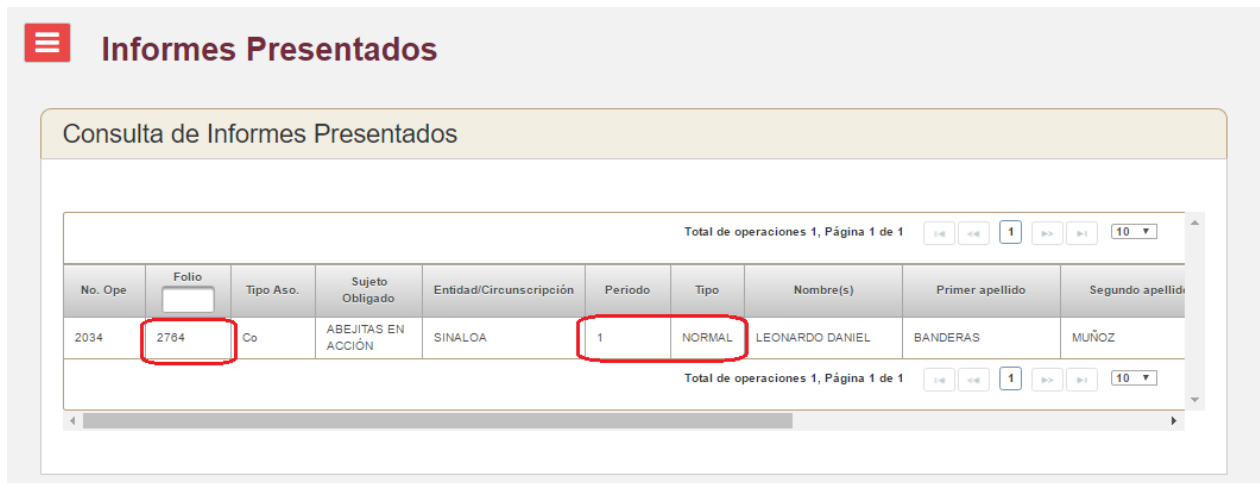 Informes Presentados
Consulta de Informes Presentados
Total de operaciones 1, Página 1 de 1 1 10
No. Ope Folio Tipo Aso. Sujeto Obligado Entidad/Circunscripción Periodo Tipo Nombre(s) Primer apellido Segundo apellid
2034 2764 Co ABEJITAS EN ACCIÓN SINALOA 1 NORMAL LEONARDO DANIEL BANDERAS MUÑOZ
Total de operaciones 1, Página 1 de 1 1 10